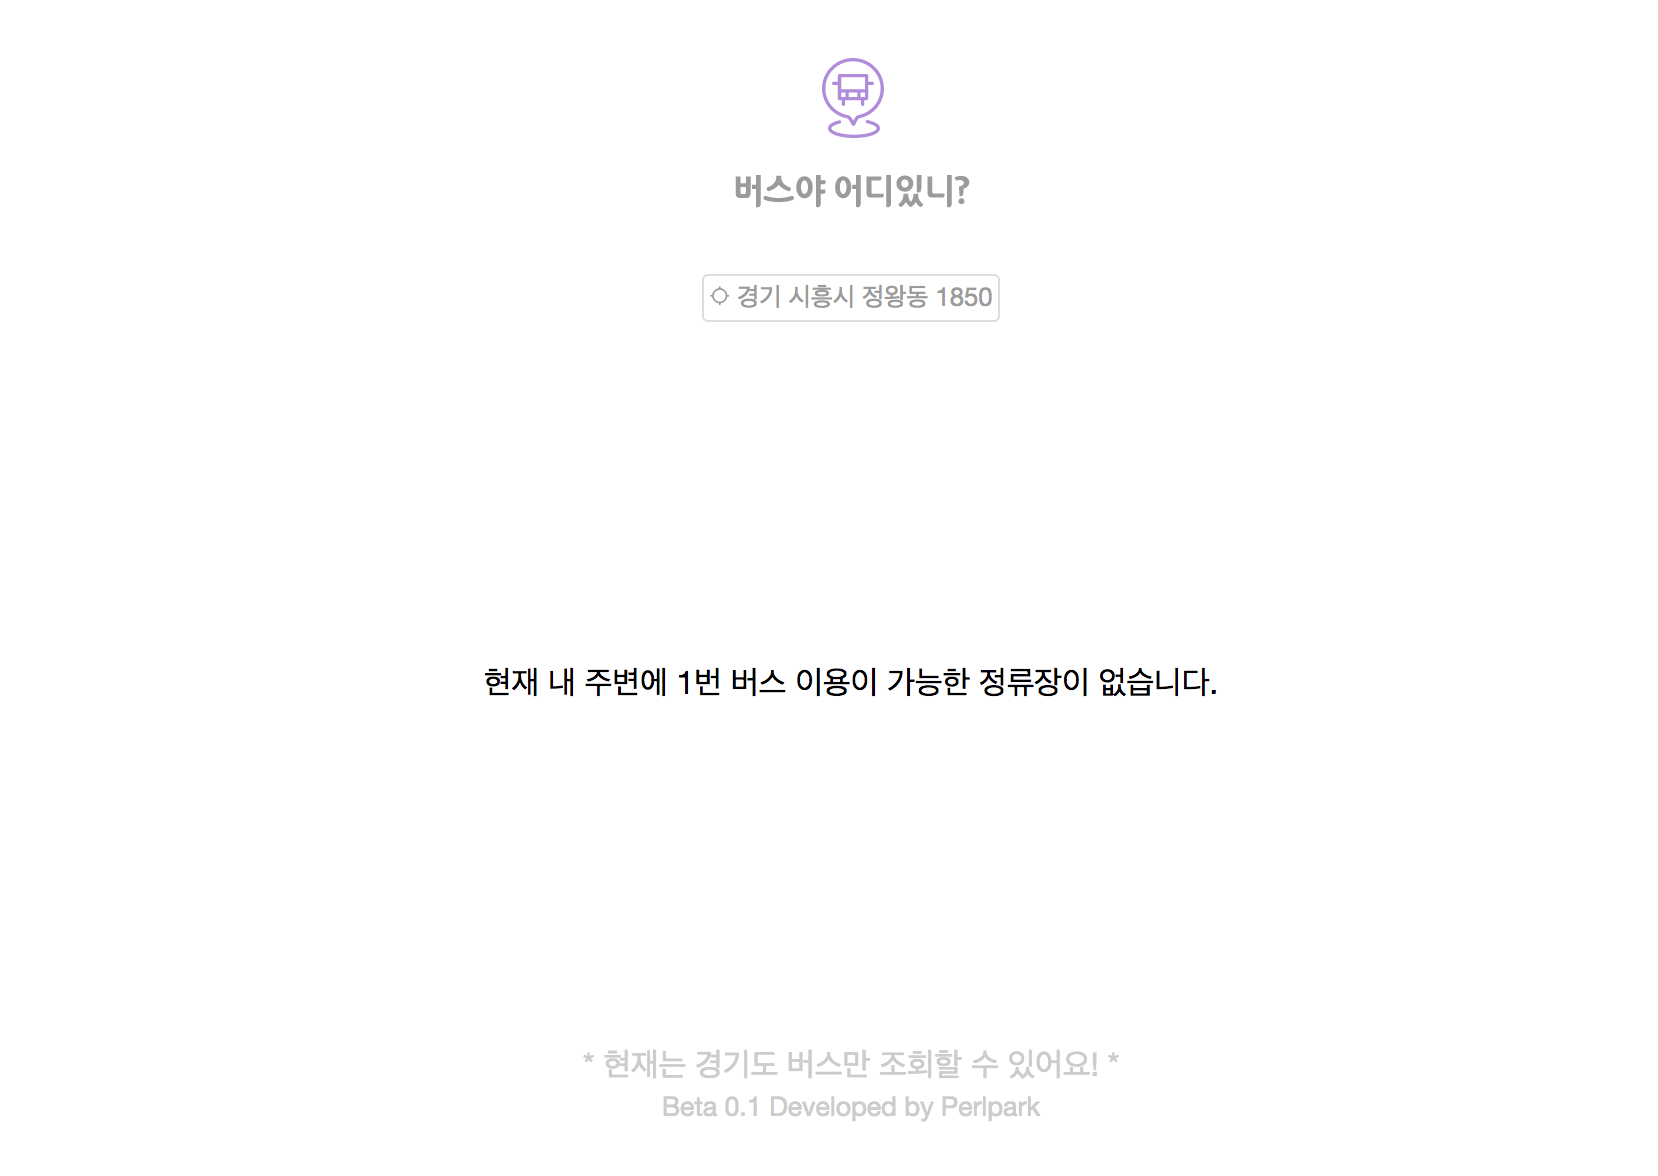 버스야 어디있니?
경기 시흥시 정왕동 1850
현재 내 주변에 1번 버스 이용이 가능한 정류장이 없습니다.
* 현재는 경기도 버스만 조회할 수 있어요! *
Beta 0.1 Developed by Perlpark